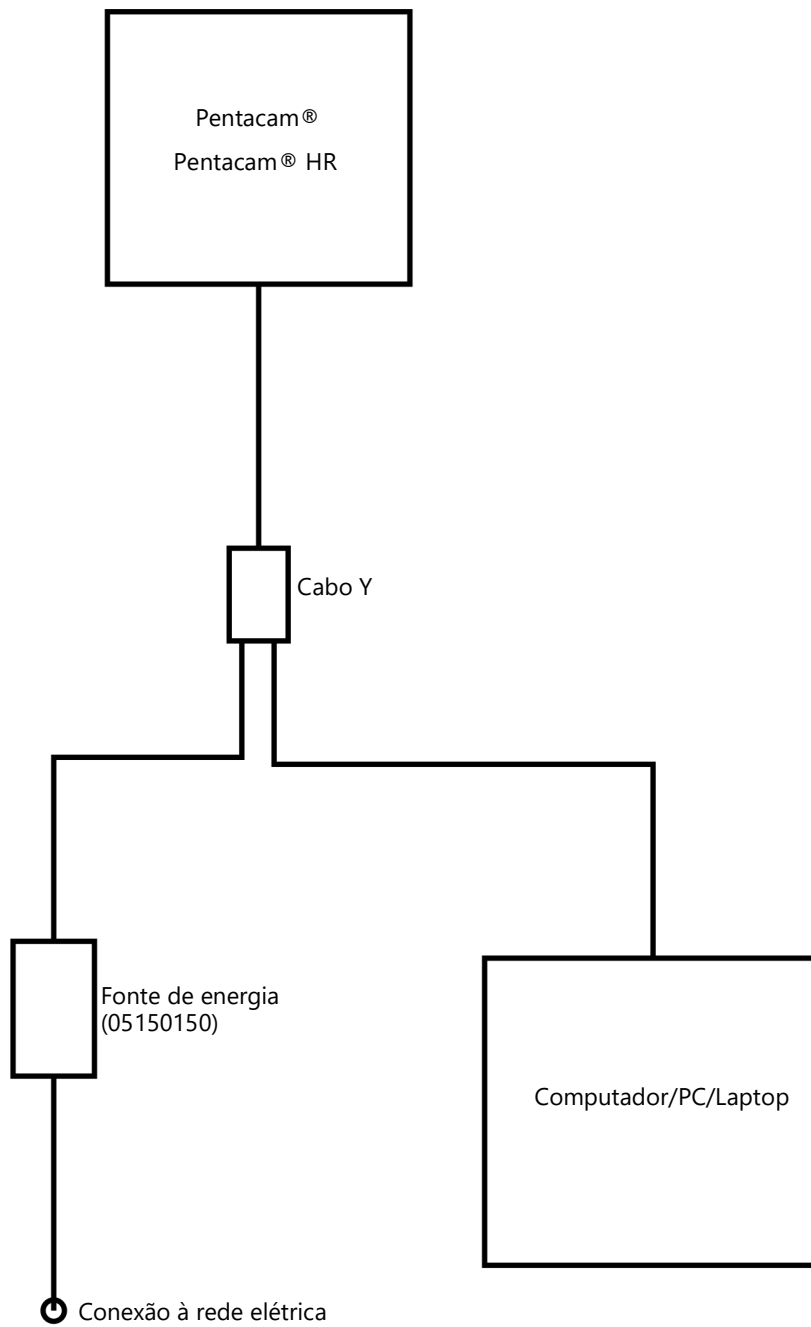 Pentacam®
Pentacam® HR
Cabo Y
Fonte de energia
(05150150)
Computador/PC/Laptop
Conexão à rede elétrica